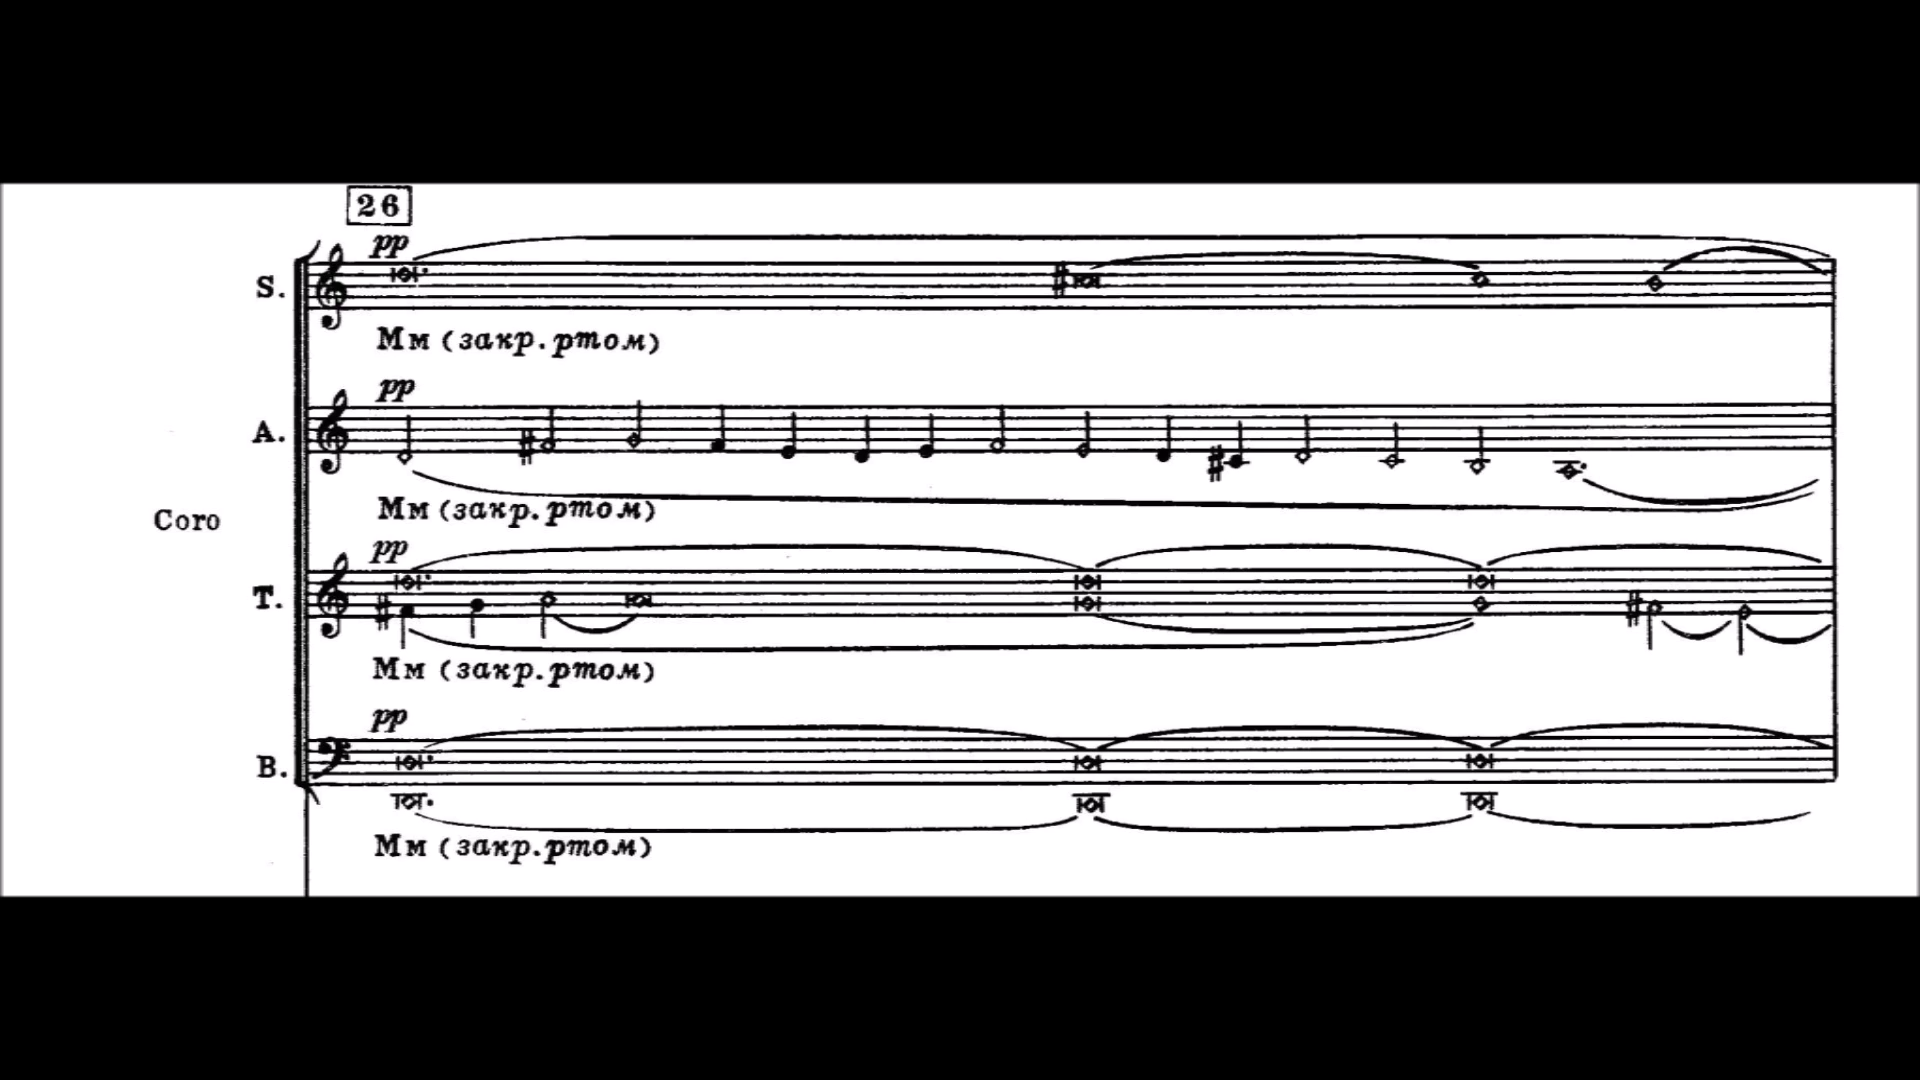 26
pp
S.
Мм (закр. ртом)
pp
A.
Мм (закр. ртом)
Coro
pp
T.
Мм (закр. ртом)
pp
B.
Мм (закр. ртом)